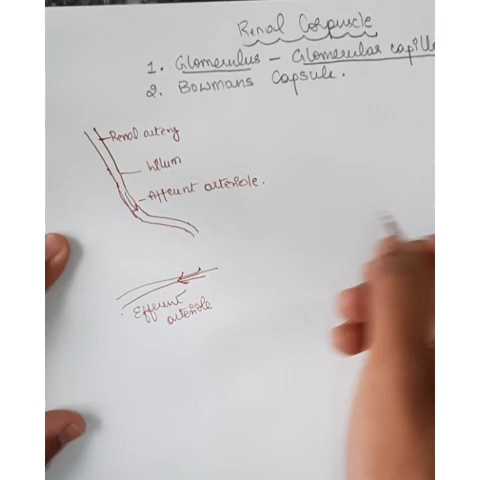 Renal Corpuscle
1. Glomerulus - Glomerular capill
2. Bowmans Capsule.
Renal artery
hilum
Afferent arteriole.
Efferent
arteriole